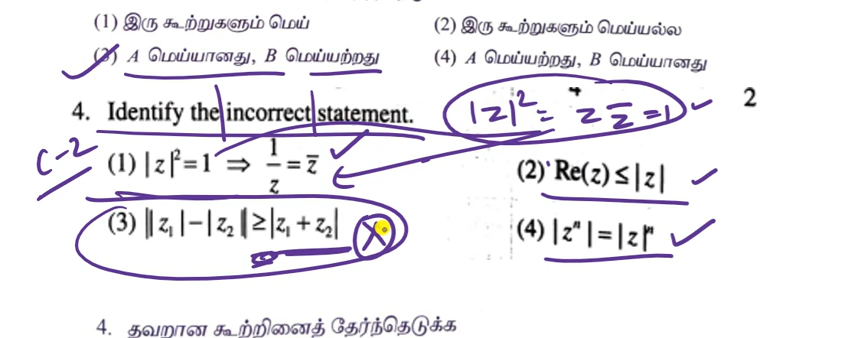 (1) இரு கூற்றுகளும் மெய் (2) இரு கூற்றுகளும் மெய்யல்ல
(3) A மெய்யானது, B மெய்யற்றது (4) A மெய்யற்றது, B மெய்யானது
4. Identify the incorrect statement. |z|² = z z̄ = 1 2
C-2 (1) |z|² = 1 ⇒ 1/z = z̄ (2) Re(z) ≤ |z|
(3) ||z₁| − |z₂|| ≥ |z₁ + z₂| (4) |zⁿ| = |z|ⁿ
4. தவறான கூற்றினைத் தேர்ந்தெடுக்க